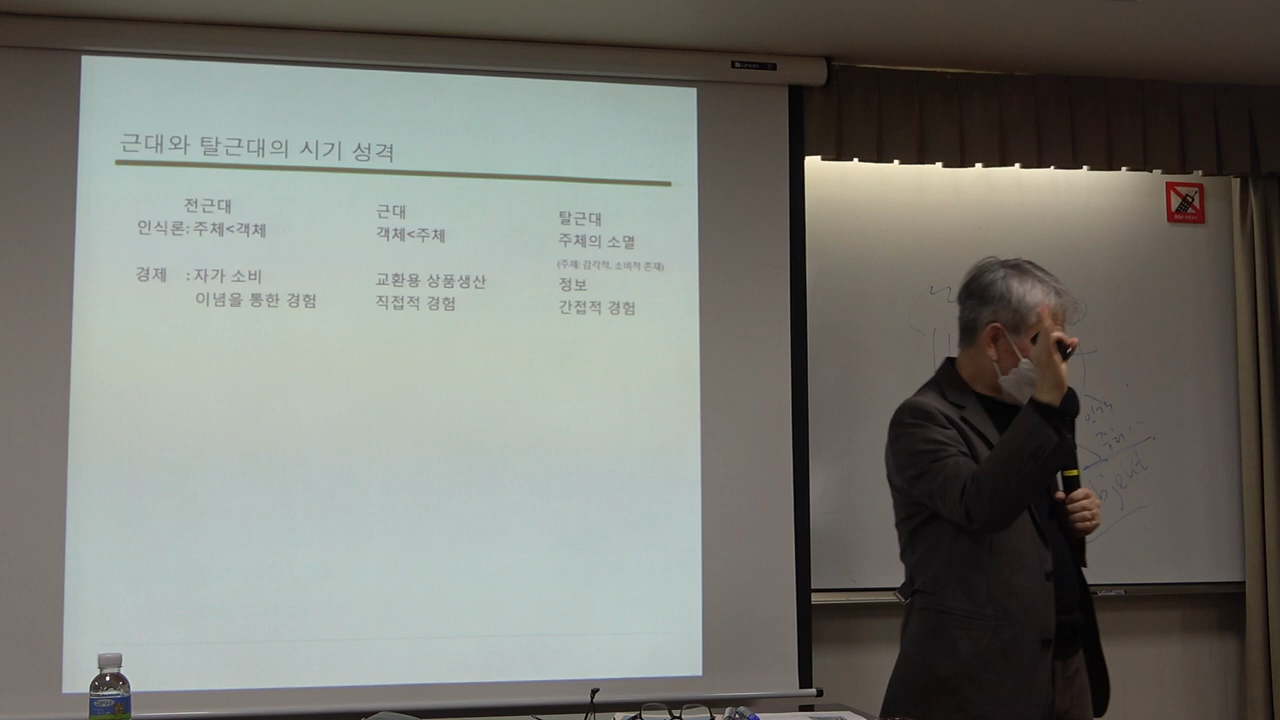 근대와 탈근대의 시기 성격
전근대 근대 탈근대
인식론: 주체<객체 객체<주체 주체의 소멸
(주체: 감각적, 소비적 존재)
경제 : 자가 소비 교환용 상품생산 정보
이념을 통한 경험 직접적 경험 간접적 경험